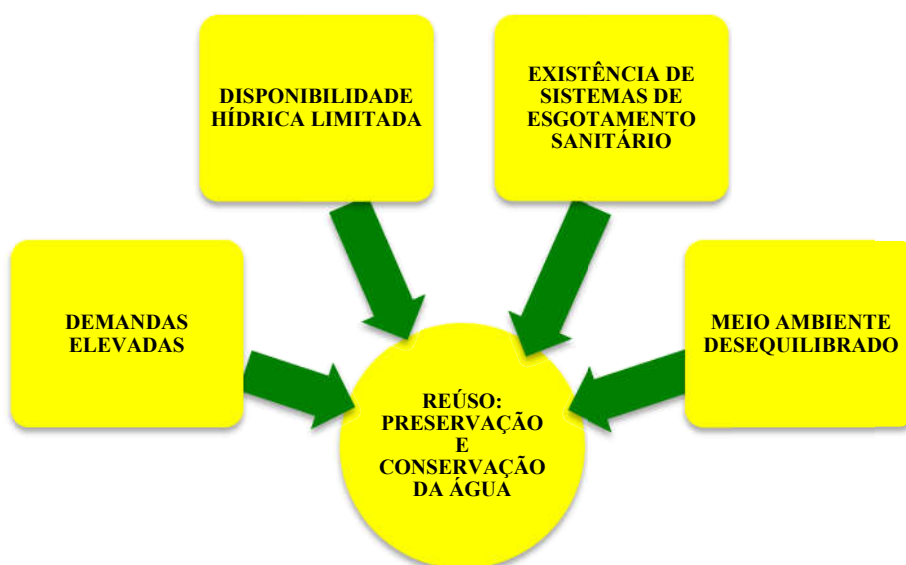 DISPONIBILIDADE
HÍDRICA LIMITADA
EXISTÊNCIA DE
SISTEMAS DE
ESGOTAMENTO
SANITÁRIO
DEMANDAS
ELEVADAS
MEIO AMBIENTE
DESEQUILIBRADO
REÚSO:
PRESERVAÇÃO
E
CONSERVAÇÃO
DA ÁGUA